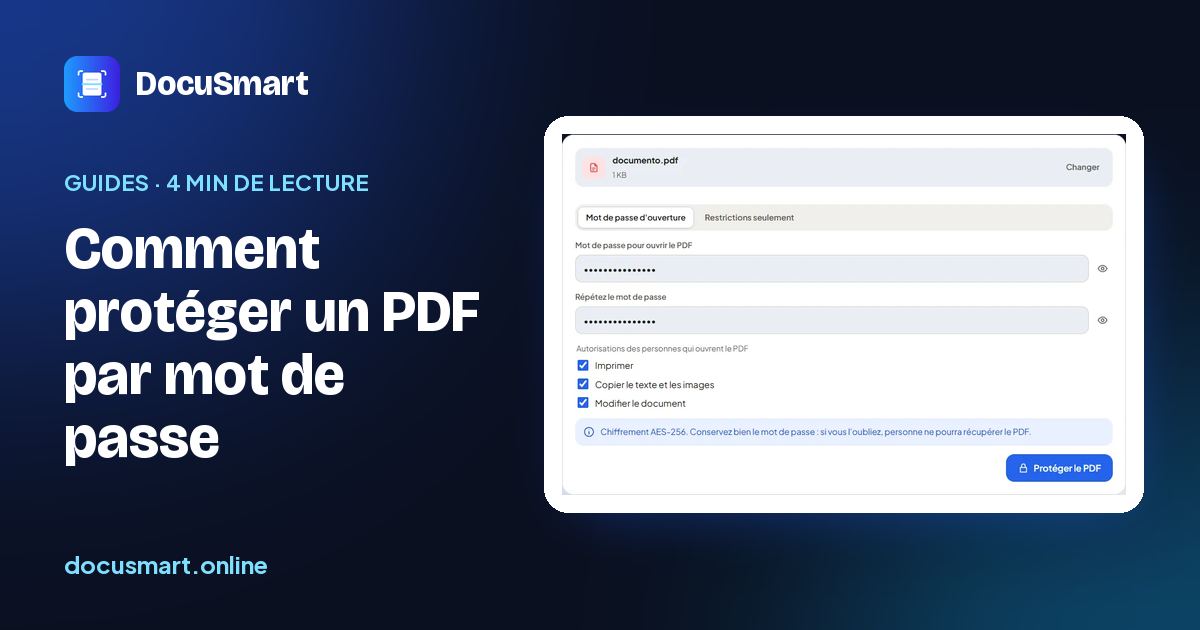 DocuSmart
GUIDES · 4 MIN DE LECTURE
Comment
protéger un PDF
par mot de
passe
docusmart.online
documento.pdf
1 KB
Changer
Mot de passe d'ouverture
Restrictions seulement
Mot de passe pour ouvrir le PDF
•••••••••••••••
Répétez le mot de passe
•••••••••••••••
Autorisations des personnes qui ouvrent le PDF
Imprimer
Copier le texte et les images
Modifier le document
Chiffrement AES-256. Conservez bien le mot de passe : si vous l'oubliez, personne ne pourra récupérer le PDF.
Protéger le PDF